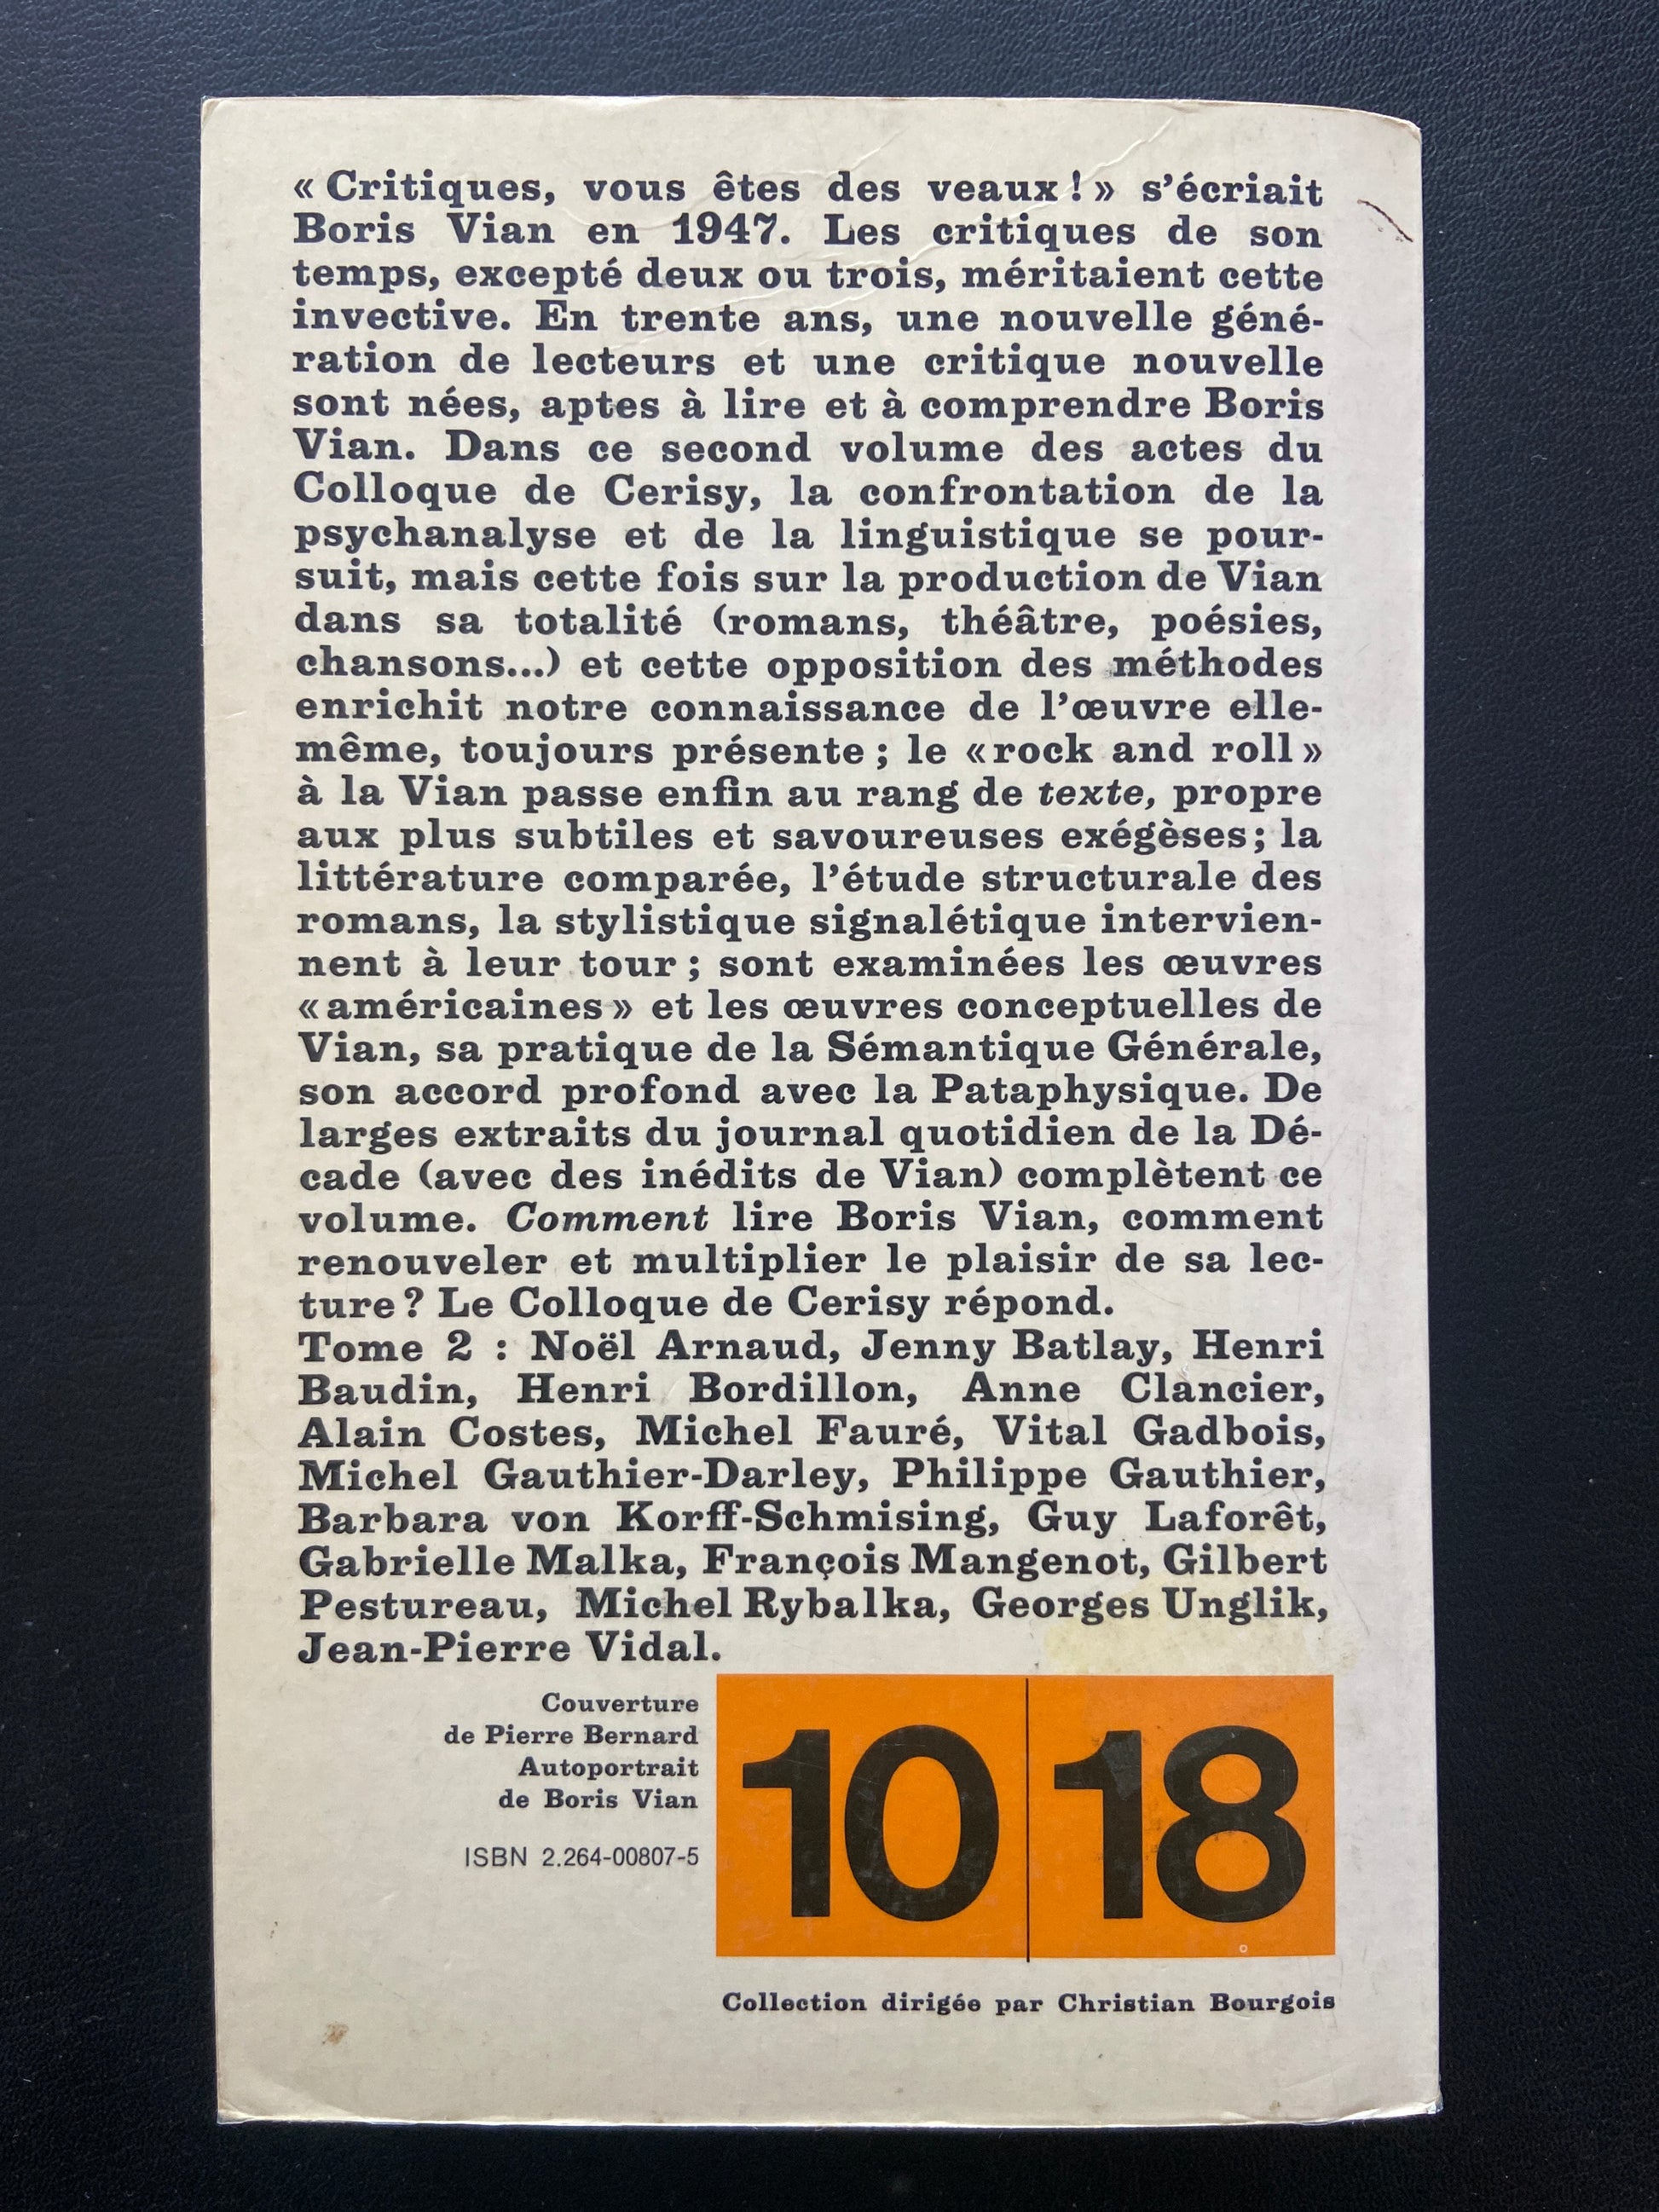 « Critiques, vous êtes des veaux ! » s'écriait
Boris Vian en 1947. Les critiques de son
temps, excepté deux ou trois, méritaient cette
invective. En trente ans, une nouvelle géné-
ration de lecteurs et une critique nouvelle
sont nées, aptes à lire et à comprendre Boris
Vian. Dans ce second volume des actes du
Colloque de Cerisy, la confrontation de la
psychanalyse et de la linguistique se pour-
suit, mais cette fois sur la production de Vian
dans sa totalité (romans, théâtre, poésies,
chansons...) et cette opposition des méthodes
enrichit notre connaissance de l'œuvre elle-
même, toujours présente ; le « rock and roll »
à la Vian passe enfin au rang de texte, propre
aux plus subtiles et savoureuses exégèses ; la
littérature comparée, l'étude structurale des
romans, la stylistique signalétique intervien-
nent à leur tour ; sont examinées les œuvres
« américaines » et les œuvres conceptuelles de
Vian, sa pratique de la Sémantique Générale,
son accord profond avec la Pataphysique. De
larges extraits du journal quotidien de la Dé-
cade (avec des inédits de Vian) complètent ce
volume. Comment lire Boris Vian, comment
renouveler et multiplier le plaisir de sa lec-
ture ? Le Colloque de Cerisy répond.
Tome 2 : Noël Arnaud, Jenny Batlay, Henri
Baudin, Henri Bordillon, Anne Clancier,
Alain Costes, Michel Fauré, Vital Gadbois,
Michel Gauthier-Darley, Philippe Gauthier,
Barbara von Korff-Schmising, Guy Laforêt,
Gabrielle Malka, François Mangenot, Gilbert
Pestureau, Michel Rybalka, Georges Unglik,
Jean-Pierre Vidal.
Couverture
de Pierre Bernard
Autoportrait
de Boris Vian
ISBN 2.264-00807-5
10 18
Collection dirigée par Christian Bourgois